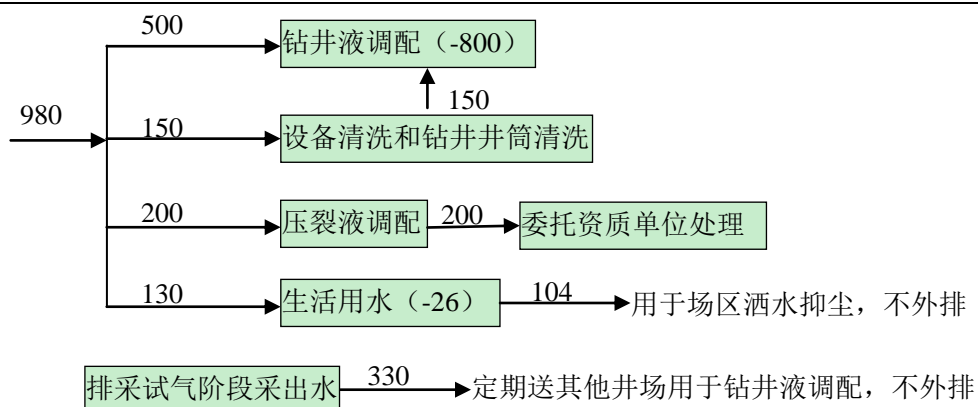 500
钻井液调配（-800）
150
980
150
设备清洗和钻井井筒清洗
200
压裂液调配
200
委托资质单位处理
130
生活用水（-26）
104
用于场区洒水抑尘，不外排
排采试气阶段采出水
330
定期送其他井场用于钻井液调配，不外排